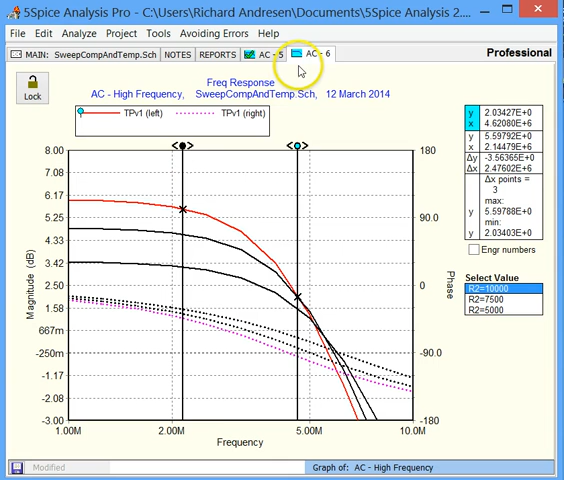 5Spice Analysis Pro - C:\Users\Richard Andresen\Documents\5Spice Analysis 2....
File Edit Analyze Project Tools Avoiding Errors Help
MAIN: SweepCompAndTemp.Sch NOTES REPORTS AC - 5 AC - 6 Professional
Lock
Freq Response
AC - High Frequency, SweepCompAndTemp.Sch, 12 March 2014
TPv1 (left) TPv1 (right)
8.00
7.08
6.17
5.25
4.33
3.42
2.50
1.58
667m
-250m
-1.17
-2.08
-3.00
Magnitude (dB)
180
90.0
0
-90.0
-180
Phase
1.00M 2.00M 5.00M 10.0M
Frequency
y 2.03427E+0
x 4.62080E+6
y 5.59792E+0
x 2.14479E+6
Δy -3.56365E+0
Δx 2.47602E+6
Δx points =
3
max:
y 5.59788E+0
min:
y 2.03403E+0
Engr numbers
Select Value
R2=10000
R2=7500
R2=5000
Modified
Graph of: AC - High Frequency